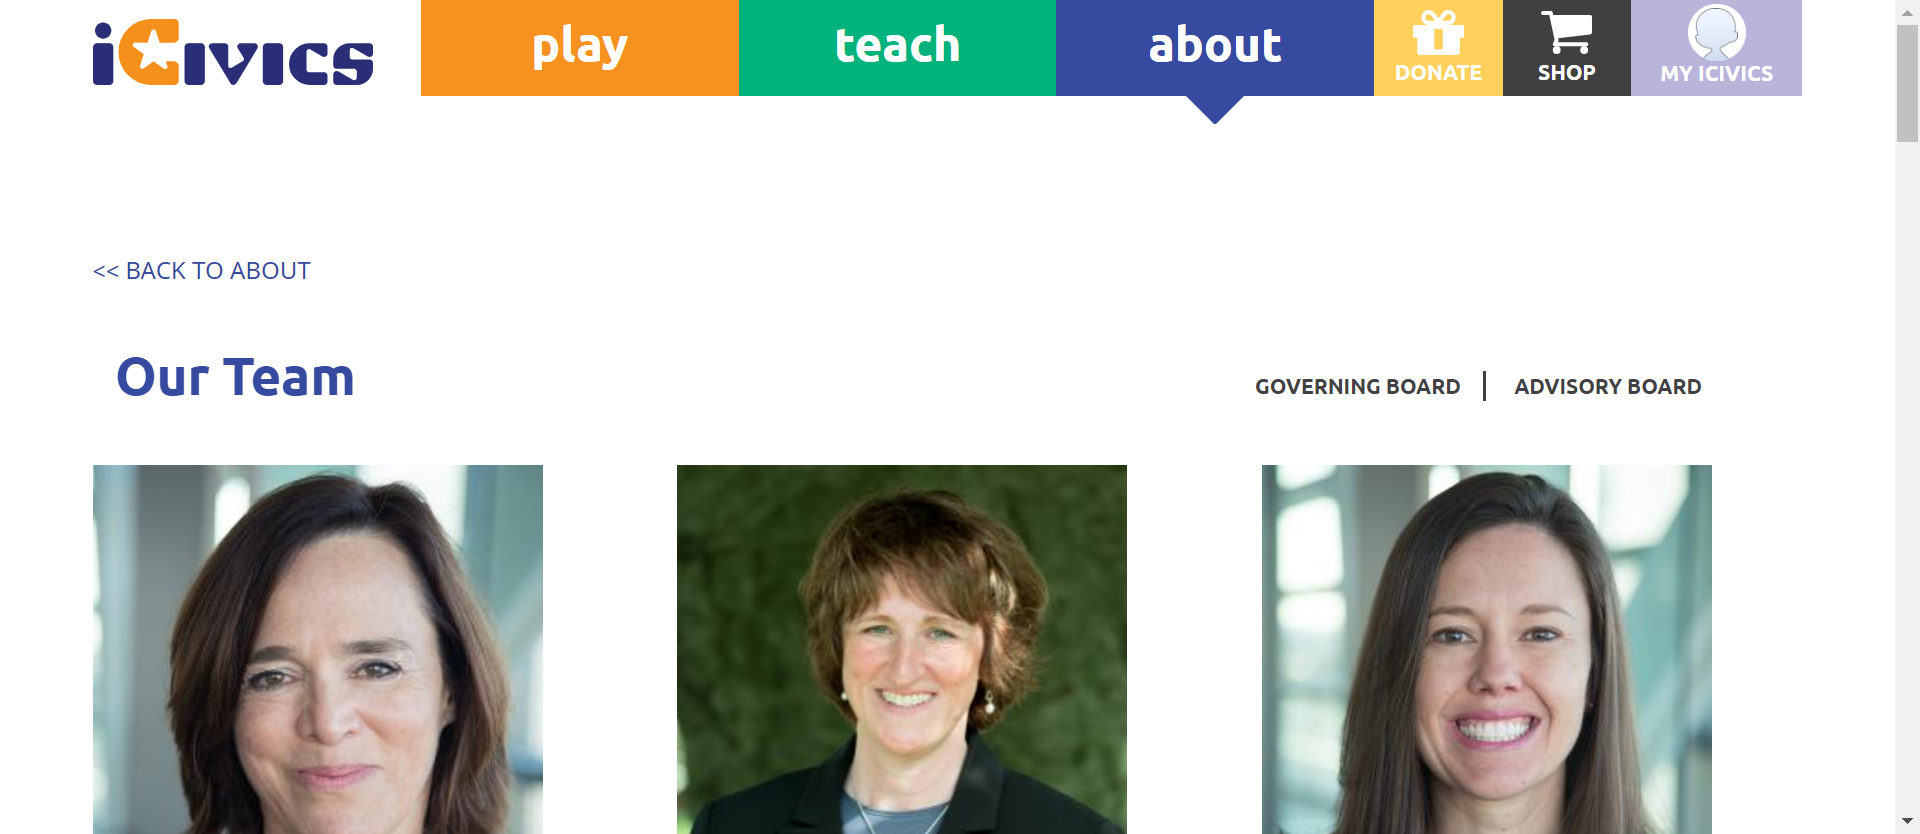 iCivics
play
teach
about
DONATE
SHOP
MY ICIVICS
<< BACK TO ABOUT
Our Team
GOVERNING BOARD
ADVISORY BOARD